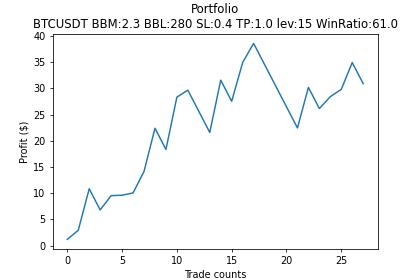 Portfolio
BTCUSDT BBM:2.3 BBL:280 SL:0.4 TP:1.0 lev:15 WinRatio:61.0
40
35
30
25
20
15
10
5
0
Profit ($)
0 5 10 15 20 25
Trade counts